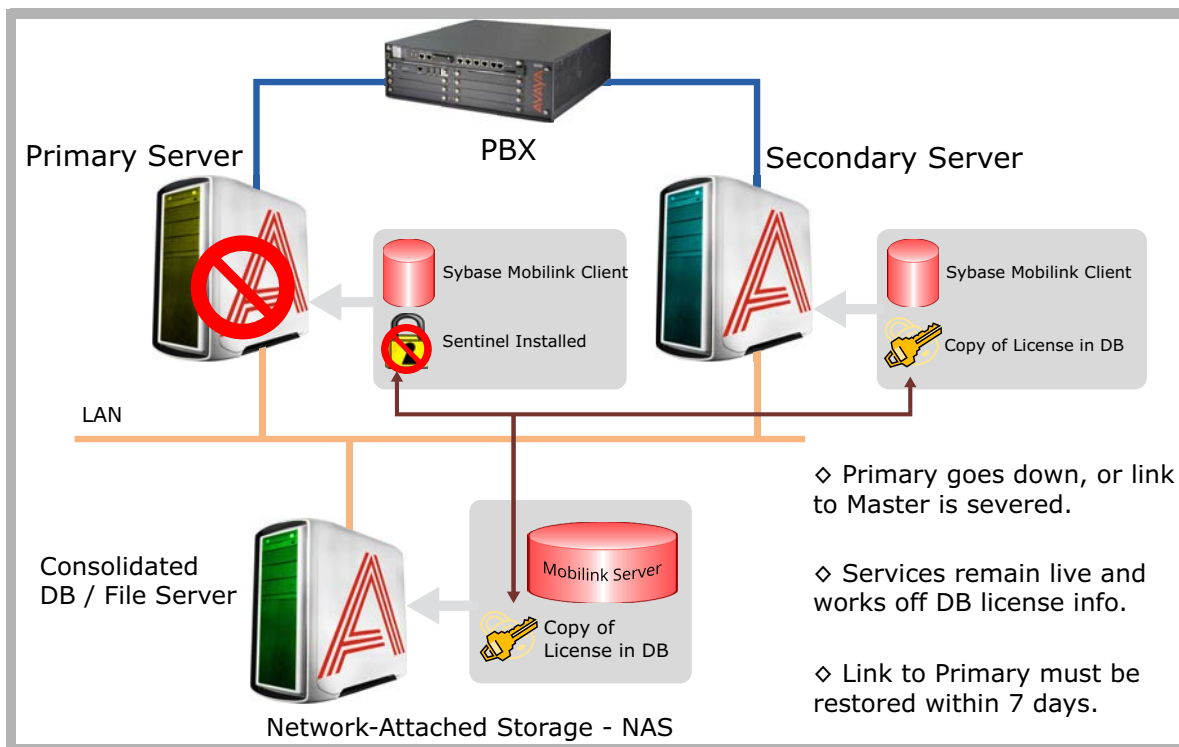 AVAYA
PBX
Primary Server
Secondary Server
Sybase Mobilink Client
Sentinel Installed
Sybase Mobilink Client
Copy of License in DB
LAN
Consolidated
DB / File Server
Mobilink Server
Copy of
License in DB
Network-Attached Storage - NAS
◇ Primary goes down, or link
to Master is severed.
◇ Services remain live and
works off DB license info.
◇ Link to Primary must be
restored within 7 days.